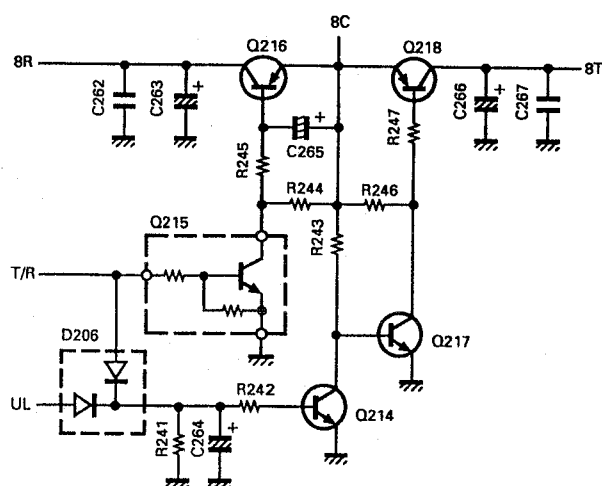 8C
Q216
Q218
8R
8T
C262
C263
+
C265
+
R247
C266
+
C267
R245
R244
R246
R243
Q215
T/R
Q217
D206
UL
R242
Q214
R241
C264
+